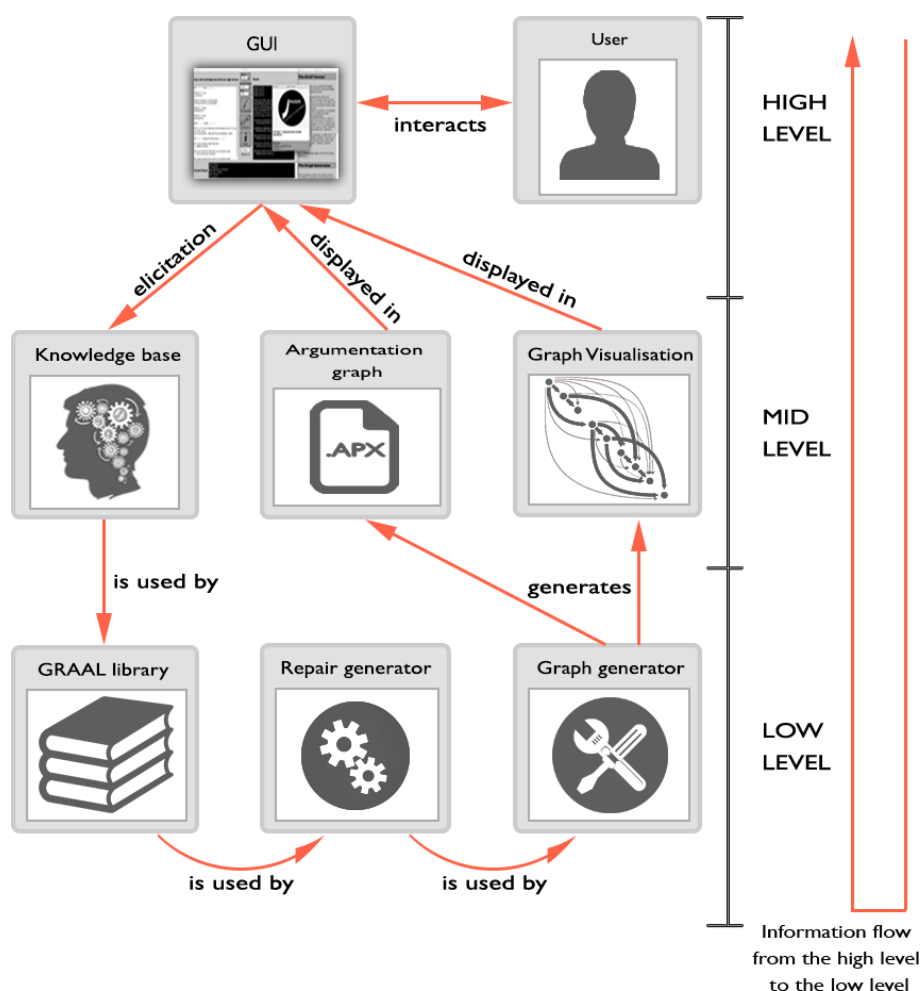 GUI
User
interacts
HIGH
LEVEL
elicitation
displayed in
displayed in
Knowledge base
Argumentation
graph
Graph Visualisation
.APX
MID
LEVEL
is used by
generates
GRAAL library
Repair generator
Graph generator
LOW
LEVEL
is used by
is used by
Information flow
from the high level
to the low level